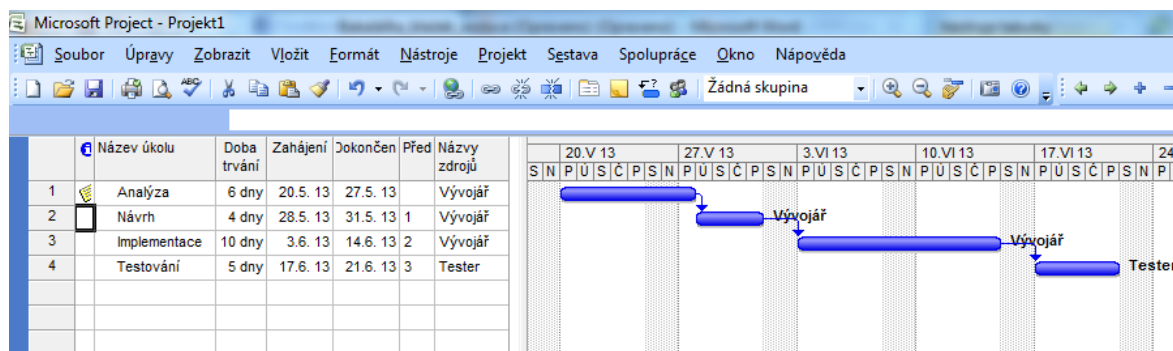 Microsoft Project - Projekt1
Soubor Úpravy Zobrazit Vložit Formát Nástroje Projekt Sestava Spolupráce Okno Nápověda
ABC Žádná skupina
Název úkolu Doba trvání Zahájení Dokončen Před Názvy zdrojů
20.V 13 27.V 13 3.VI 13 10.VI 13 17.VI 13 24
S N P Ú S Č P S N P Ú S Č P S N P Ú S Č P S N P Ú S Č P S N P Ú S Č P S N P
1 Analýza 6 dny 20.5. 13 27.5. 13 Vývojář
2 Návrh 4 dny 28.5. 13 31.5. 13 1 Vývojář Vývojář
3 Implementace 10 dny 3.6. 13 14.6. 13 2 Vývojář Vývojář
4 Testování 5 dny 17.6. 13 21.6. 13 3 Tester Tester